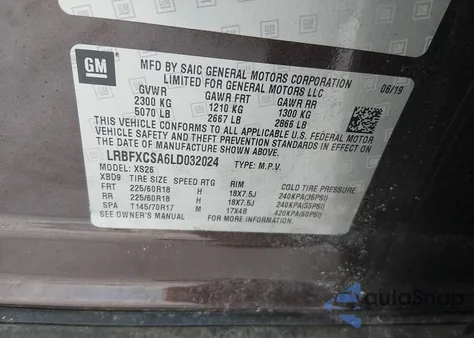 GM
MFD BY SAIC GENERAL MOTORS CORPORATION
LIMITED FOR GENERAL MOTORS LLC
06/19
GVWR GAWR FRT GAWR RR
2300 KG 1210 KG 1300 KG
5070 LB 2667 LB 2866 LB
THIS VEHICLE CONFORMS TO ALL APPLICABLE U.S.
FEDERAL MOTOR VEHICLE SAFETY, BUMPER, AND
THEFT PREVENTION STANDARDS IN EFFECT ON
THE DATE OF MANUFACTURE SHOWN ABOVE.
LRBFXCSA6LD032024 TYPE: M.P.V.
MODEL: XS26
XBD9 TIRE SIZE SPEED RTG RIM COLD TIRE PRESSURE
FRT 225/60R18 H 18X7.5J 240KPA(35PSI)
RR 225/60R18 H 18X7.5J 240KPA(35PSI)
SPA T145/70R17 M 17X4B 420KPA(60PSI)
SEE OWNER'S MANUAL FOR MORE INFORMATION.
autoSnap